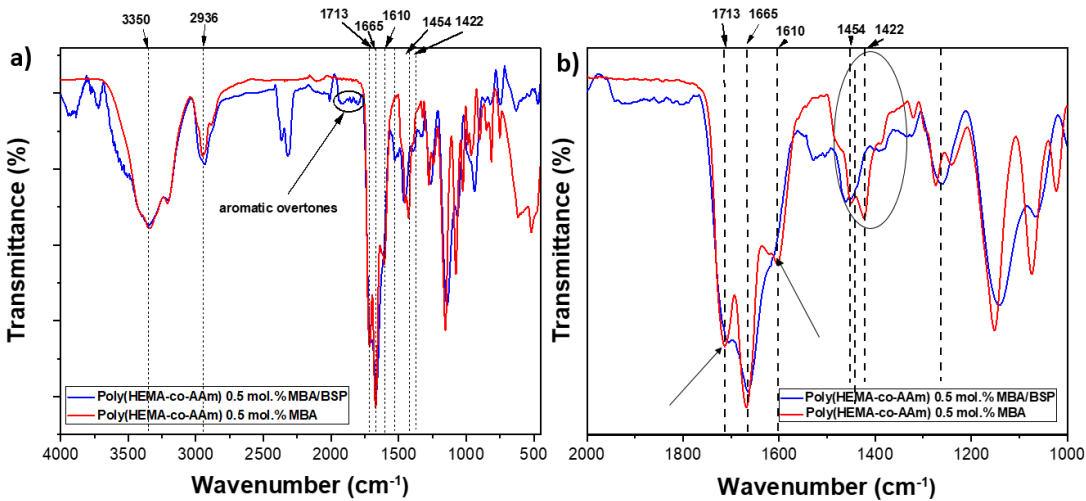 a)
3350
2936
1713
1665
1610
1454
1422
Transmittance (%)
aromatic overtones
Poly(HEMA-co-AAm) 0.5 mol.% MBA/BSP
Poly(HEMA-co-AAm) 0.5 mol.% MBA
4000 3500 3000 2500 2000 1500 1000 500
Wavenumber (cm⁻¹)
b)
1713
1665
1610
1454
1422
Transmittance (%)
Poly(HEMA-co-AAm) 0.5 mol.% MBA/BSP
Poly(HEMA-co-AAm) 0.5 mol.% MBA
2000 1800 1600 1400 1200 1000
Wavenumber (cm⁻¹)